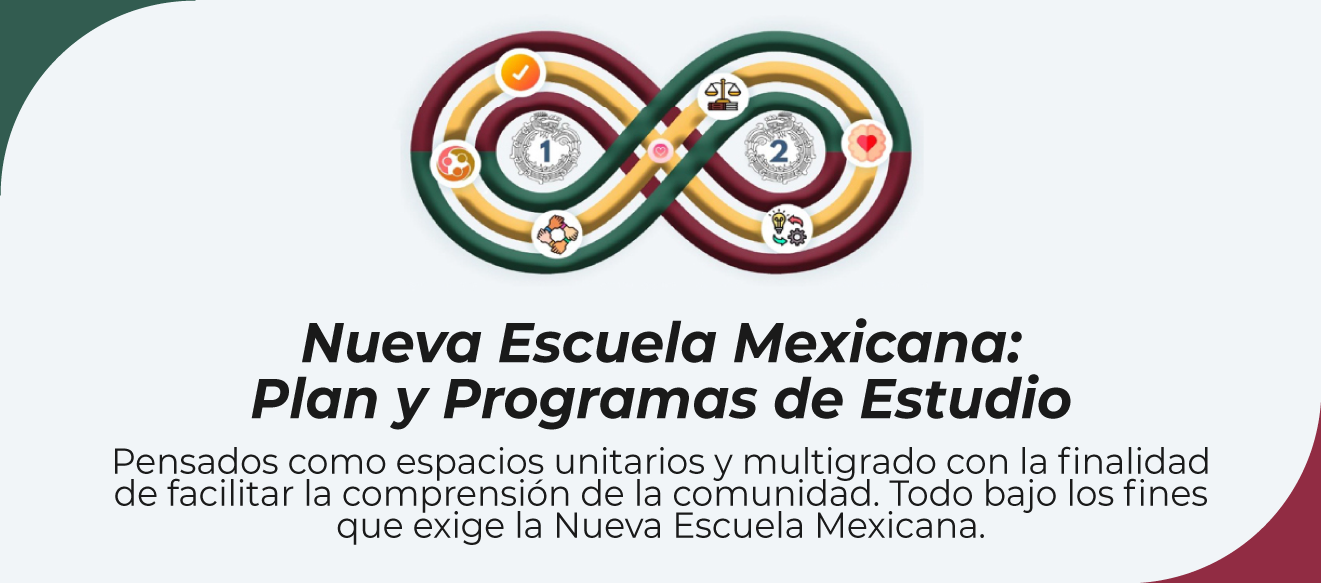 1
2
Nueva Escuela Mexicana:
Plan y Programas de Estudio
Pensados como espacios unitarios y multigrado con la finalidad
de facilitar la comprensión de la comunidad. Todo bajo los fines
que exige la Nueva Escuela Mexicana.